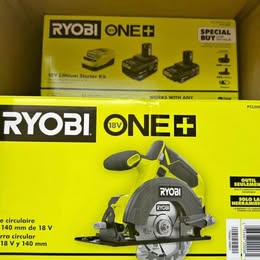 RYOBI ONE+
SPECIAL
BUY
18V Lithium Starter Kit
WORKS WITH ANY
RYOBI 18V ONE+
RYOBI
e circulaire
140 mm de 18 V
rra circular
18 V y 140 mm
OUTIL
SEULEMENT
SOLO LA
HERRAMIENTA